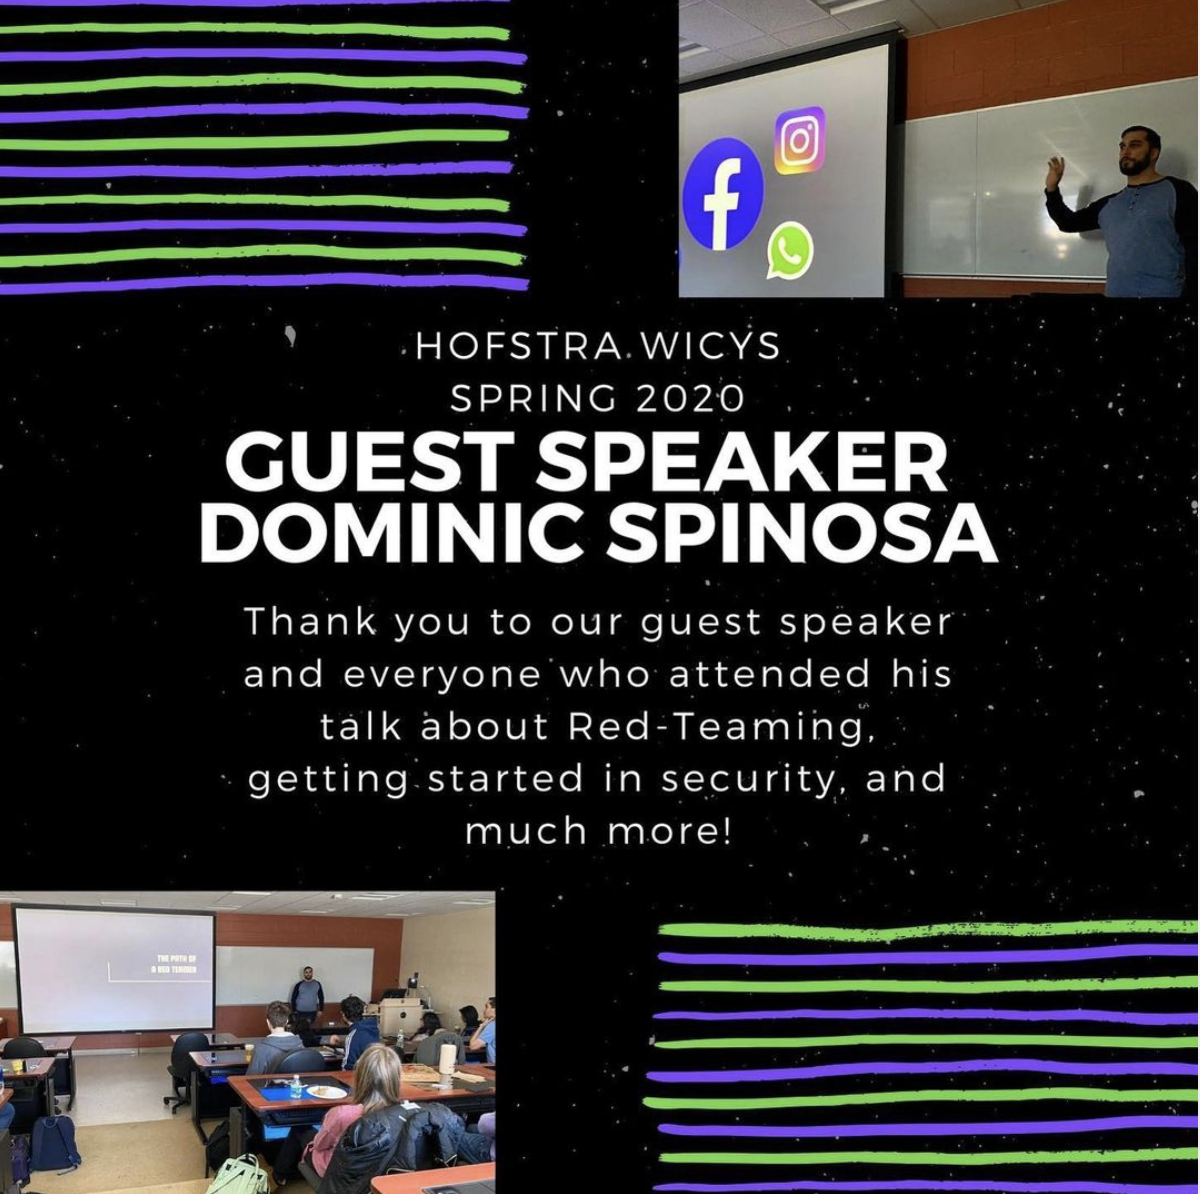 HOFSTRA WICYS
SPRING 2020
GUEST SPEAKER
DOMINIC SPINOSA
Thank you to our guest speaker
and everyone who attended his
talk about Red-Teaming,
getting started in security, and
much more!
THE PATH OF
A RED TEAMER